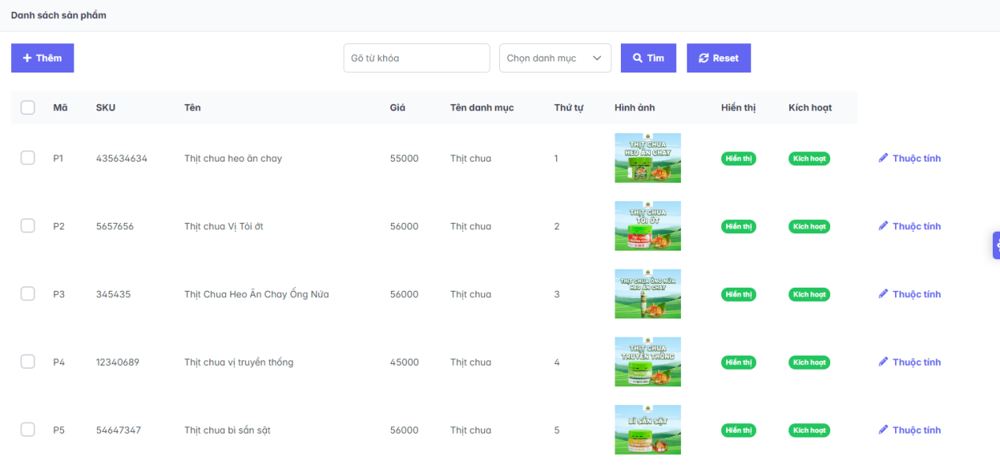 Danh sách sản phẩm
Thêm
Gõ từ khóa
Chọn danh mục
Tìm
Reset
Mã SKU Tên Giá Tên danh mục Thứ tự Hình ảnh Hiển thị Kích hoạt
THỊT CHUA
HEO ĂN CHAY
P1 435634634 Thịt chua heo ăn chay 55000 Thịt chua 1 Hiển thị Kích hoạt Thuộc tính
THỊT CHUA
TỎI ỚT
P2 5657656 Thịt chua Vị Tỏi ớt 56000 Thịt chua 2 Hiển thị Kích hoạt Thuộc tính
THỊT CHUA ỐNG NỨA
HEO ĂN CHAY
P3 345435 Thịt Chua Heo Ăn Chay Ống Nứa 56000 Thịt chua 3 Hiển thị Kích hoạt Thuộc tính
THỊT CHUA
TRUYỀN THỐNG
P4 12340689 Thịt chua vị truyền thống 45000 Thịt chua 4 Hiển thị Kích hoạt Thuộc tính
BÌ SẦN SẬT
P5 54647347 Thịt chua bì sần sật 56000 Thịt chua 5 Hiển thị Kích hoạt Thuộc tính